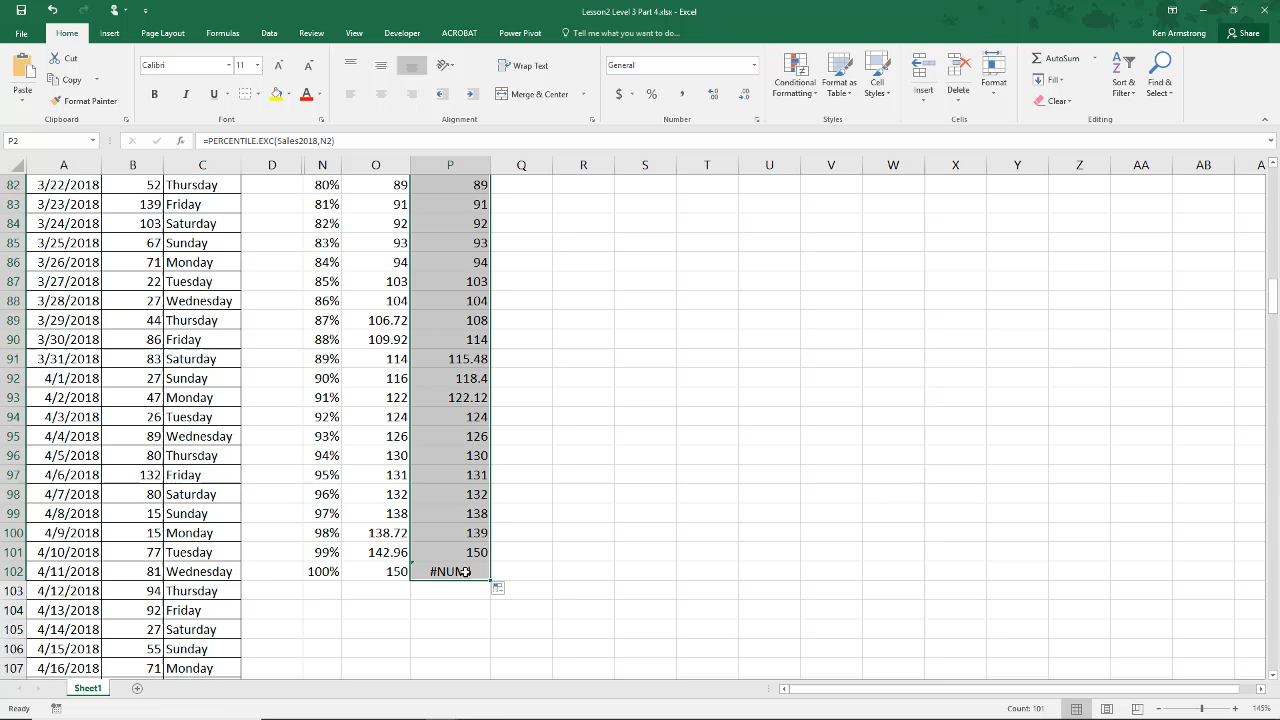 Lesson2 Level 3 Part 4.xlsx - Excel
File Home Insert Page Layout Formulas Data Review View Developer ACROBAT Power Pivot Tell me what you want to do... Ken Armstrong Share
Paste Cut Copy Format Painter Clipboard
Calibri 11 A A B I U A Font
Wrap Text Merge & Center Alignment
General $ % , Number
Conditional Formatting Format as Table Cell Styles Styles
Insert Delete Format Cells
AutoSum Fill Clear Sort & Filter Find & Select Editing
P2 fx =PERCENTILE.EXC(Sales2018,N2)
A B C D N O P Q R S T U V W X Y Z AA AB A
82 3/22/2018 52 Thursday 80% 89 89
83 3/23/2018 139 Friday 81% 91 91
84 3/24/2018 103 Saturday 82% 92 92
85 3/25/2018 67 Sunday 83% 93 93
86 3/26/2018 71 Monday 84% 94 94
87 3/27/2018 22 Tuesday 85% 103 103
88 3/28/2018 27 Wednesday 86% 104 104
89 3/29/2018 44 Thursday 87% 106.72 108
90 3/30/2018 86 Friday 88% 109.92 114
91 3/31/2018 83 Saturday 89% 114 115.48
92 4/1/2018 27 Sunday 90% 116 118.4
93 4/2/2018 47 Monday 91% 122 122.12
94 4/3/2018 26 Tuesday 92% 124 124
95 4/4/2018 89 Wednesday 93% 126 126
96 4/5/2018 80 Thursday 94% 130 130
97 4/6/2018 132 Friday 95% 131 131
98 4/7/2018 80 Saturday 96% 132 132
99 4/8/2018 15 Sunday 97% 138 138
100 4/9/2018 15 Monday 98% 138.72 139
101 4/10/2018 77 Tuesday 99% 142.96 150
102 4/11/2018 81 Wednesday 100% 150 #NUM!
103 4/12/2018 94 Thursday
104 4/13/2018 92 Friday
105 4/14/2018 27 Saturday
106 4/15/2018 55 Sunday
107 4/16/2018 71 Monday
Sheet1
Ready Count: 101 145%